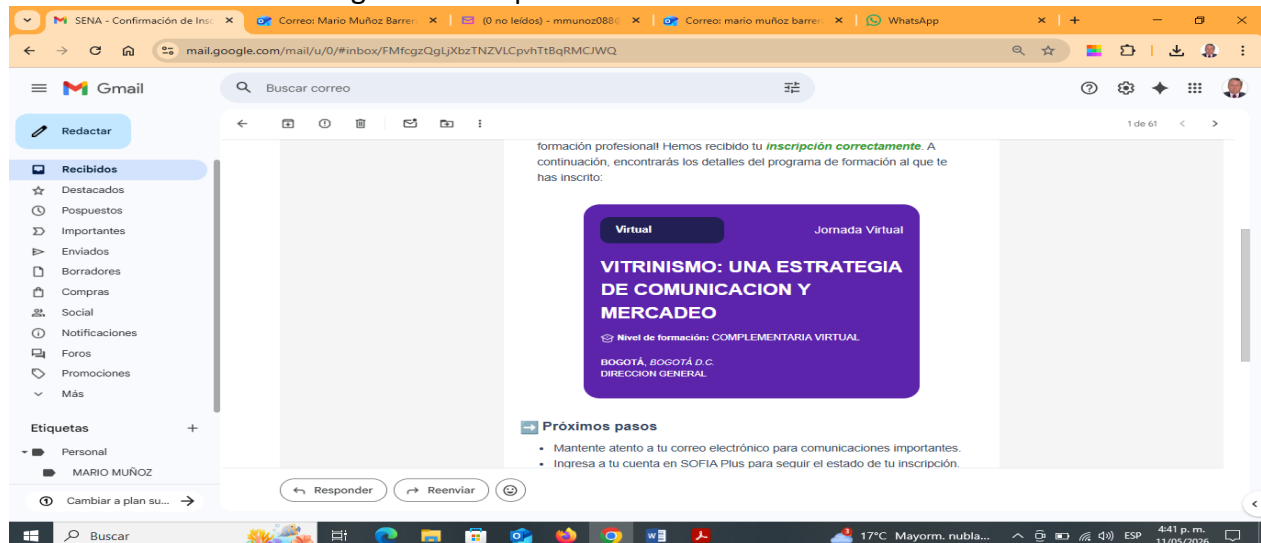 SENA - Confirmación de Insc
Correo: Mario Muñoz Barrer
(0 no leídos) - mmunoz088
Correo: mario muñoz barrer
WhatsApp
mail.google.com/mail/u/0/#inbox/FMfcgzQgLjXbzTNZVLCpvhTtBqRMCJWQ
Gmail
Buscar correo
Redactar
1 de 61
Recibidos
Destacados
Pospuestos
Importantes
Enviados
Borradores
Compras
Social
Notificaciones
Foros
Promociones
Más
Etiquetas
Personal
MARIO MUÑOZ
Cambiar a plan su...
formación profesional! Hemos recibido tu inscripción correctamente. A
continuación, encontrarás los detalles del programa de formación al que te
has inscrito:
Virtual
Jornada Virtual
VITRINISMO: UNA ESTRATEGIA
DE COMUNICACION Y
MERCADEO
Nivel de formación: COMPLEMENTARIA VIRTUAL
BOGOTÁ, BOGOTÁ D.C.
DIRECCION GENERAL
Próximos pasos
• Mantente atento a tu correo electrónico para comunicaciones importantes.
• Ingresa a tu cuenta en SOFIA Plus para seguir el estado de tu inscripción.
Responder
Reenviar
Buscar
17°C Mayorm. nubla...
ESP
4:41 p. m.
11/05/2026